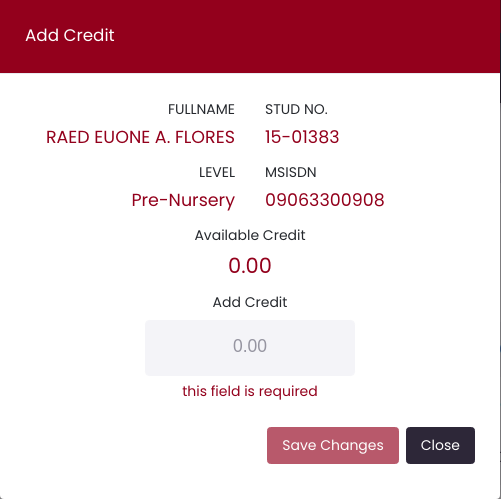 Add Credit
FULLNAME STUD NO.
RAED EUONE A. FLORES 15-01383
LEVEL MSISDN
Pre-Nursery 09063300908
Available Credit
0.00
Add Credit
0.00
this field is required
Save Changes Close